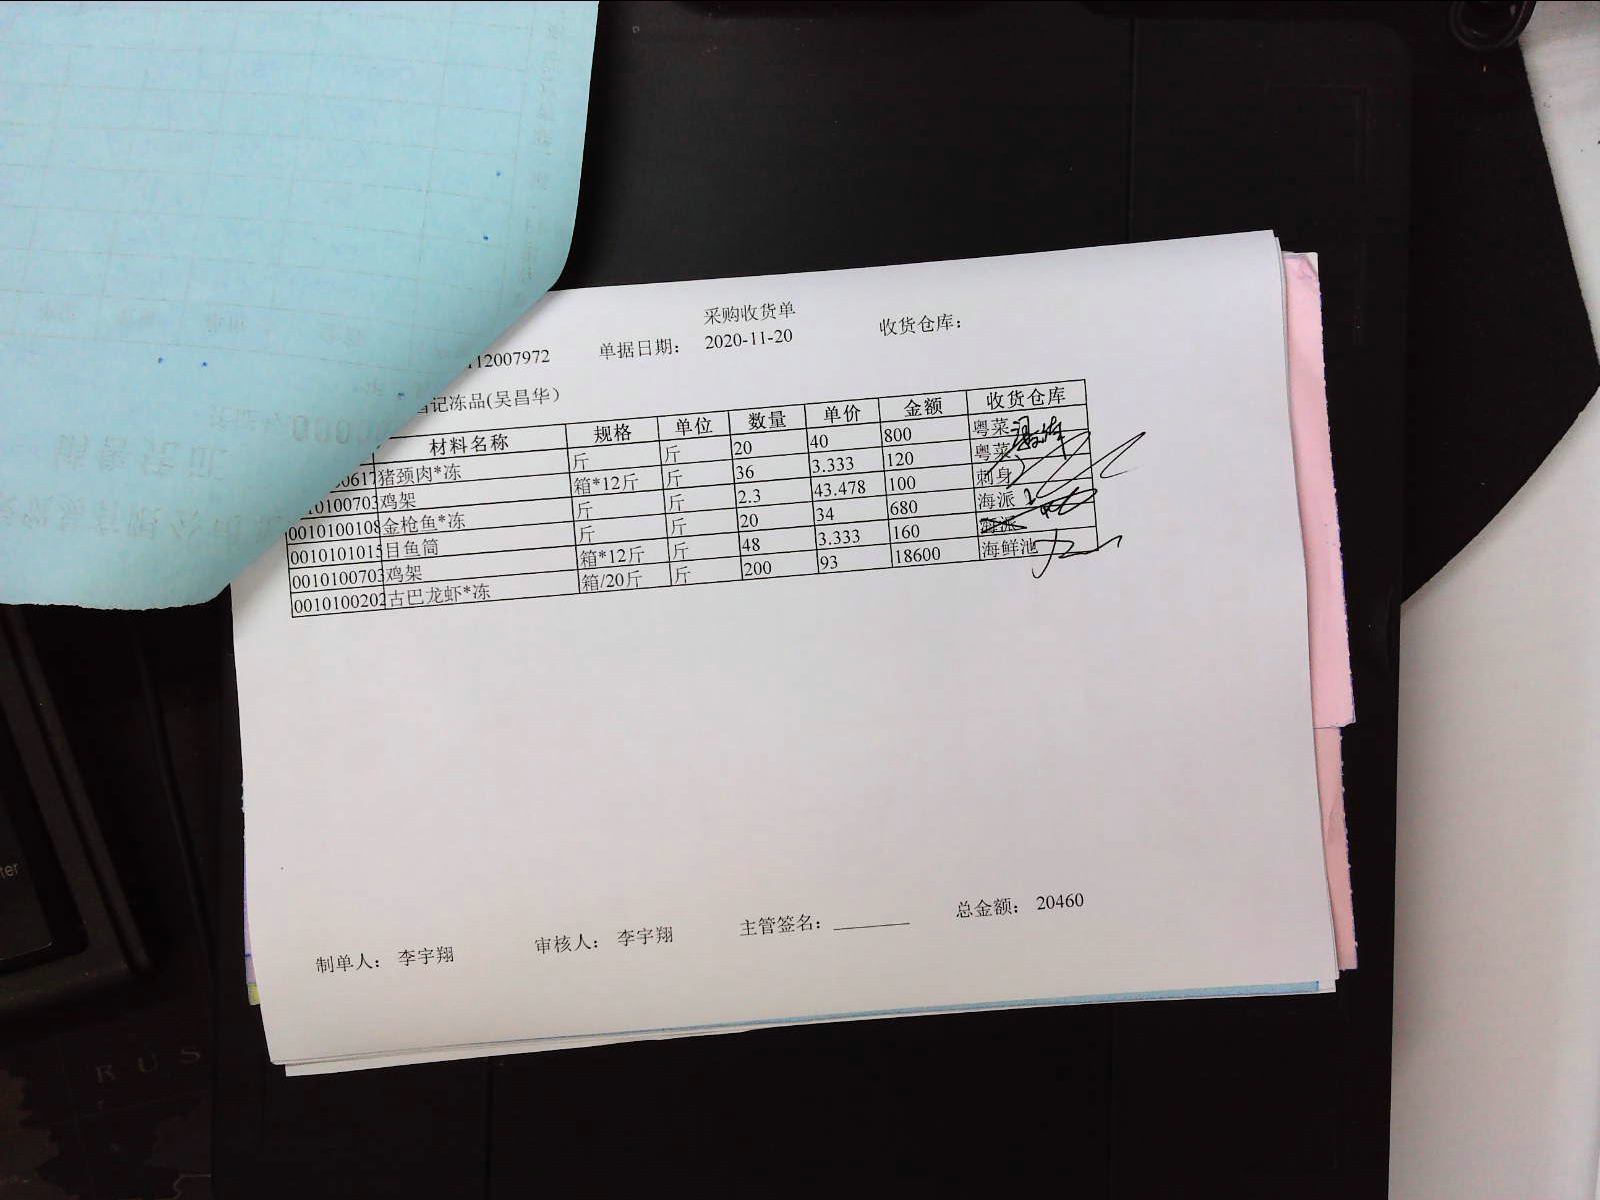 采购收货单
112007972 单据日期： 2020-11-20 收货仓库：
记冻品(吴昌华）
材料名称 规格 单位 数量 单价 金额 收货仓库
0617 猪颈肉*冻 斤 斤 20 40 800 粤菜
0100703 鸡架 箱*12斤 斤 36 3.333 120 粤菜
0010100108 金枪鱼*冻 斤 斤 2.3 43.478 100 刺身
0010101015 目鱼筒 斤 斤 20 34 680 海派
0010100703 鸡架 箱*12斤 斤 48 3.333 160 海派
0010100202 古巴龙虾*冻 箱/20斤 斤 200 93 18600 海鲜池
制单人： 李宇翔 审核人： 李宇翔 主管签名： 总金额： 20460
RUS